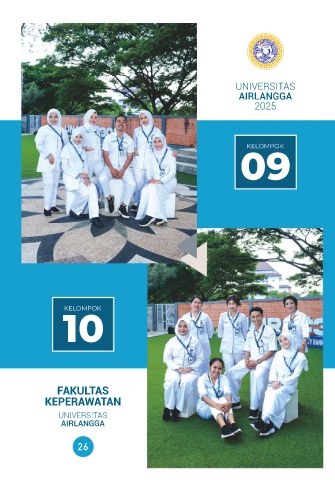 UNIVERSITAS
AIRLANGGA
2025
KELOMPOK
09
KELOMPOK
10
FAKULTAS
KEPERAWATAN
UNIVERSITAS
AIRLANGGA
26